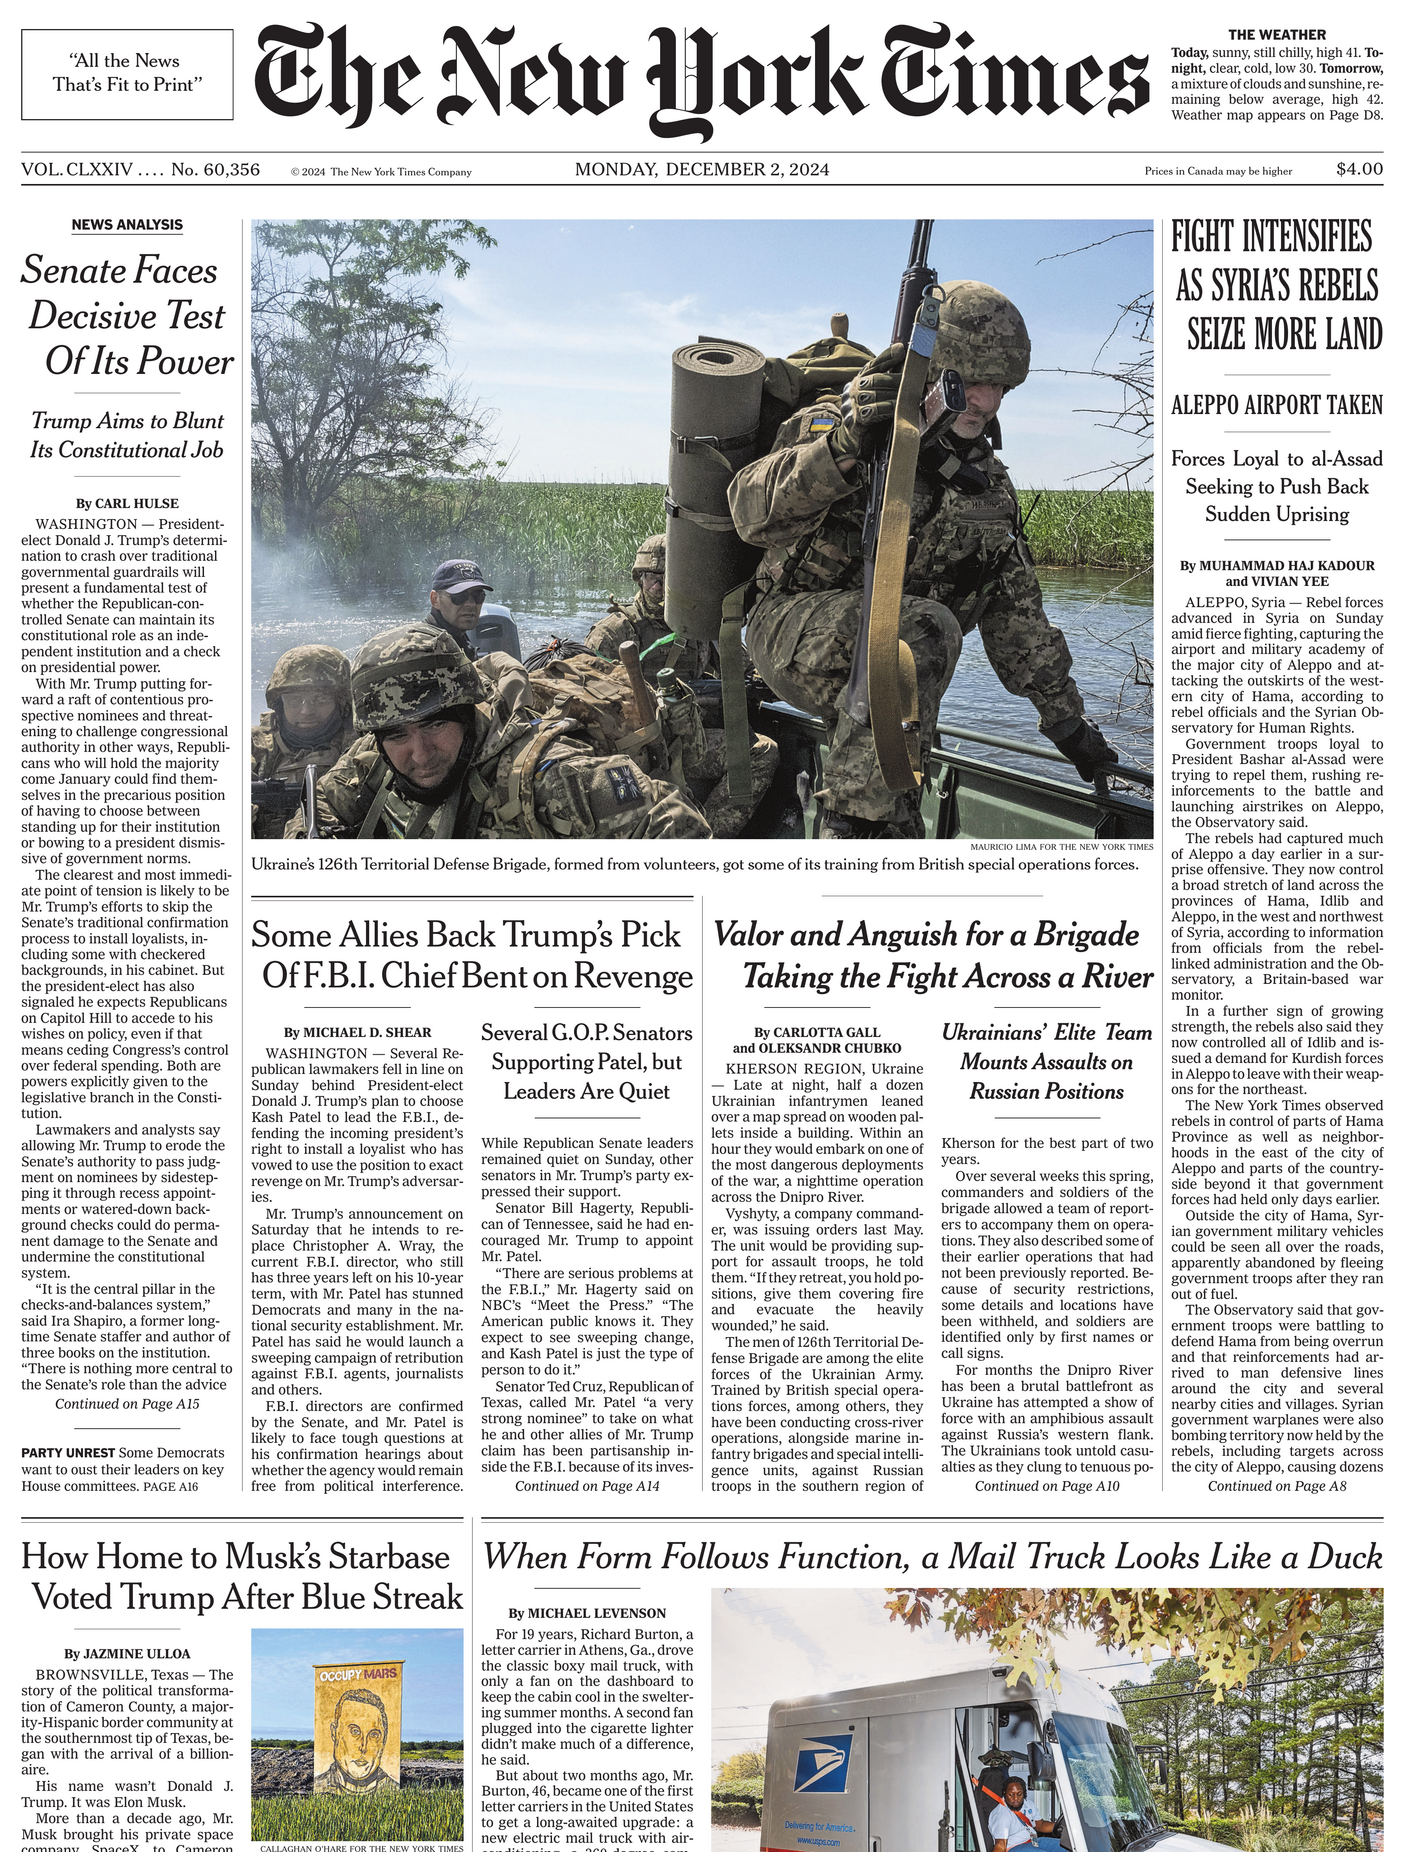 “All the News
That’s Fit to Print”
The New York Times
THE WEATHER
Today, sunny, still chilly, high 41. To-
night, clear, cold, low 30. Tomorrow,
a mixture of clouds and sunshine, re-
maining below average, high 42.
Weather map appears on Page D8.
VOL. CLXXIV .... No. 60,356
© 2024 The New York Times Company
MONDAY, DECEMBER 2, 2024
Prices in Canada may be higher
$4.00
NEWS ANALYSIS
Senate Faces
Decisive Test
Of Its Power
Trump Aims to Blunt
Its Constitutional Job
By CARL HULSE
WASHINGTON — President-
elect Donald J. Trump’s determi-
nation to crash over traditional
governmental guardrails will
present a fundamental test of
whether the Republican-con-
trolled Senate can maintain its
constitutional role as an inde-
pendent institution and a check
on presidential power.
With Mr. Trump putting for-
ward a raft of contentious pro-
spective nominees and threat-
ening to challenge congressional
authority in other ways, Republi-
cans who will hold the majority
come January could find them-
selves in the precarious position
of having to choose between
standing up for their institution
or bowing to a president dismis-
sive of government norms.
The clearest and most immedi-
ate point of tension is likely to be
Mr. Trump’s efforts to skip the
Senate’s traditional confirmation
process to install loyalists, in-
cluding some with checkered
backgrounds, in his cabinet. But
the president-elect has also
signaled he expects Republicans
on Capitol Hill to accede to his
wishes on policy, even if that
means ceding Congress’s control
over federal spending. Both are
powers explicitly given to the
legislative branch in the Consti-
tution.
Lawmakers and analysts say
allowing Mr. Trump to erode the
Senate’s authority to pass judg-
ment on nominees by sidestep-
ping it through recess appoint-
ments or watered-down back-
ground checks could do perma-
nent damage to the Senate and
undermine the constitutional
system.
“It is the central pillar in the
checks-and-balances system,”
said Ira Shapiro, a former long-
time Senate staffer and author of
three books on the institution.
“There is nothing more central to
the Senate’s role than the advice
Continued on Page A15
PARTY UNREST Some Democrats
want to oust their leaders on key
House committees. PAGE A16
MAURICIO LIMA FOR THE NEW YORK TIMES
Ukraine’s 126th Territorial Defense Brigade, formed from volunteers, got some of its training from British special operations forces.
Some Allies Back Trump’s Pick
Of F.B.I. Chief Bent on Revenge
By MICHAEL D. SHEAR
WASHINGTON — Several Re-
publican lawmakers fell in line on
Sunday behind President-elect
Donald J. Trump’s plan to choose
Kash Patel to lead the F.B.I., de-
fending the incoming president’s
right to install a loyalist who has
vowed to use the position to exact
revenge on Mr. Trump’s adversar-
ies.
Mr. Trump’s announcement on
Saturday that he intends to re-
place Christopher A. Wray, the
current F.B.I. director, who still
has three years left on his 10-year
term, with Mr. Patel has stunned
Democrats and many in the na-
tional security establishment. Mr.
Patel has said he would launch a
sweeping campaign of retribution
against F.B.I. agents, journalists
and others.
F.B.I. directors are confirmed
by the Senate, and Mr. Patel is
likely to face tough questions at
his confirmation hearings about
whether the agency would remain
free from political interference.
Several G.O.P. Senators
Supporting Patel, but
Leaders Are Quiet
While Republican Senate leaders
remained quiet on Sunday, other
senators in Mr. Trump’s party ex-
pressed their support.
Senator Bill Hagerty, Republi-
can of Tennessee, said he had en-
couraged Mr. Trump to appoint
Mr. Patel.
“There are serious problems at
the F.B.I.,” Mr. Hagerty said on
NBC’s “Meet the Press.” “The
American public knows it. They
expect to see sweeping change,
and Kash Patel is just the type of
person to do it.”
Senator Ted Cruz, Republican of
Texas, called Mr. Patel “a very
strong nominee” to take on what
he and other allies of Mr. Trump
claim has been partisanship in-
side the F.B.I. because of its inves-
Continued on Page A14
Valor and Anguish for a Brigade
Taking the Fight Across a River
By CARLOTTA GALL
and OLEKSANDR CHUBKO
KHERSON REGION, Ukraine
— Late at night, half a dozen
Ukrainian infantrymen leaned
over a map spread on wooden pal-
lets inside a building. Within an
hour they would embark on one of
the most dangerous deployments
of the war, a nighttime operation
across the Dnipro River.
Vyshyty, a company command-
er, was issuing orders last May.
The unit would be providing sup-
port for assault troops, he told
them. “If they retreat, you hold po-
sitions, give them covering fire
and evacuate the heavily
wounded,” he said.
The men of 126th Territorial De-
fense Brigade are among the elite
forces of the Ukrainian Army.
Trained by British special opera-
tions forces, among others, they
have been conducting cross-river
operations, alongside marine in-
fantry brigades and special intelli-
gence units, against Russian
troops in the southern region of
Ukrainians’ Elite Team
Mounts Assaults on
Russian Positions
Kherson for the best part of two
years.
Over several weeks this spring,
commanders and soldiers of the
brigade allowed a team of report-
ers to accompany them on opera-
tions. They also described some of
their earlier operations that had
not been previously reported. Be-
cause of security restrictions,
some details and locations have
been withheld, and soldiers are
identified only by first names or
call signs.
For months the Dnipro River
has been a brutal battlefront as
Ukraine has attempted a show of
force with an amphibious assault
against Russia’s western flank.
The Ukrainians took untold casu-
alties as they clung to tenuous po-
Continued on Page A10
FIGHT INTENSIFIES
AS SYRIA’S REBELS
SEIZE MORE LAND
ALEPPO AIRPORT TAKEN
Forces Loyal to al-Assad
Seeking to Push Back
Sudden Uprising
By MUHAMMAD HAJ KADOUR
and VIVIAN YEE
ALEPPO, Syria — Rebel forces
advanced in Syria on Sunday
amid fierce fighting, capturing the
airport and military academy of
the major city of Aleppo and at-
tacking the outskirts of the west-
ern city of Hama, according to
rebel officials and the Syrian Ob-
servatory for Human Rights.
Government troops loyal to
President Bashar al-Assad were
trying to repel them, rushing re-
inforcements to the battle and
launching airstrikes on Aleppo,
the Observatory said.
The rebels had captured much
of Aleppo a day earlier in a sur-
prise offensive. They now control
a broad stretch of land across the
provinces of Hama, Idlib and
Aleppo, in the west and northwest
of Syria, according to information
from officials from the rebel-
linked administration and the Ob-
servatory, a Britain-based war
monitor.
In a further sign of growing
strength, the rebels also said they
now controlled all of Idlib and is-
sued a demand for Kurdish forces
in Aleppo to leave with their weap-
ons for the northeast.
The New York Times observed
rebels in control of parts of Hama
Province as well as neighbor-
hoods in the east of the city of
Aleppo and parts of the country-
side beyond it that government
forces had held only days earlier.
Outside the city of Hama, Syr-
ian government military vehicles
could be seen all over the roads,
apparently abandoned by fleeing
government troops after they ran
out of fuel.
The Observatory said that gov-
ernment troops were battling to
defend Hama from being overrun
and that reinforcements had ar-
rived to man defensive lines
around the city and several
nearby cities and villages. Syrian
government warplanes were also
bombing territory now held by the
rebels, including targets across
the city of Aleppo, causing dozens
Continued on Page A8
How Home to Musk’s Starbase
Voted Trump After Blue Streak
By JAZMINE ULLOA
BROWNSVILLE, Texas — The
story of the political transforma-
tion of Cameron County, a major-
ity-Hispanic border community at
the southernmost tip of Texas, be-
gan with the arrival of a billion-
aire.
His name wasn’t Donald J.
Trump. It was Elon Musk.
More than a decade ago, Mr.
Musk brought his private space
company, SpaceX, to Cameron
OCCUPY MARS
CALLAGHAN O’HARE FOR THE NEW YORK TIMES
When Form Follows Function, a Mail Truck Looks Like a Duck
By MICHAEL LEVENSON
For 19 years, Richard Burton, a
letter carrier in Athens, Ga., drove
the classic boxy mail truck, with
only a fan on the dashboard to
keep the cabin cool in the swelter-
ing summer months. A second fan
plugged into the cigarette lighter
didn’t make much of a difference,
he said.
But about two months ago, Mr.
Burton, 46, became one of the first
letter carriers in the United States
to get a long-awaited upgrade: a
new electric mail truck with air-
conditioning, a 360-degree cam-
Delivering for America.
www.usps.com